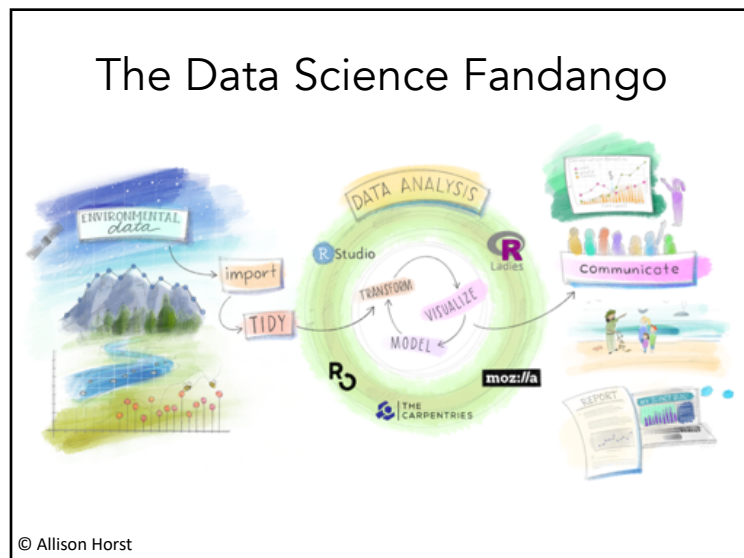 The Data Science Fandango
ENVIRONMENTAL
data
import
TIDY
DATA ANALYSIS
R Studio
R
Ladies
TRANSFORM
VISUALIZE
MODEL
moz://a
THE
CARPENTRIES
communicate
REPORT
© Allison Horst